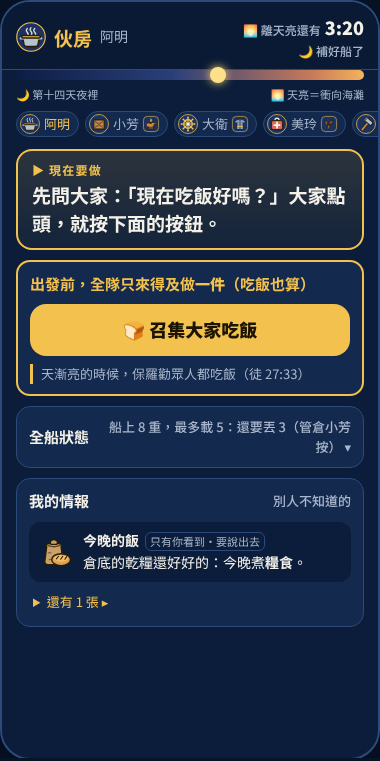 伙房 阿明
🌅 離天亮還有 3:20
🌙 補好船了
🌙 第十四天夜裡
🌅 天亮＝衝向海灘
阿明 小芳 大衛 美玲
▶ 現在要做
先問大家：「現在吃飯好嗎？」大家點
頭，就按下面的按鈕。
出發前，全隊只來得及做一件（吃飯也算）
🍞 召集大家吃飯
天漸亮的時候，保羅勸眾人都吃飯（徒 27:33）
全船狀態
船上 8 重，最多載 5：還要丟 3（管倉小芳
按） ▾
我的情報
別人不知道的
今晚的飯 只有你看到・要說出去
倉底的乾糧還好好的：今晚煮糧食。
▶ 還有 1 張 ▸